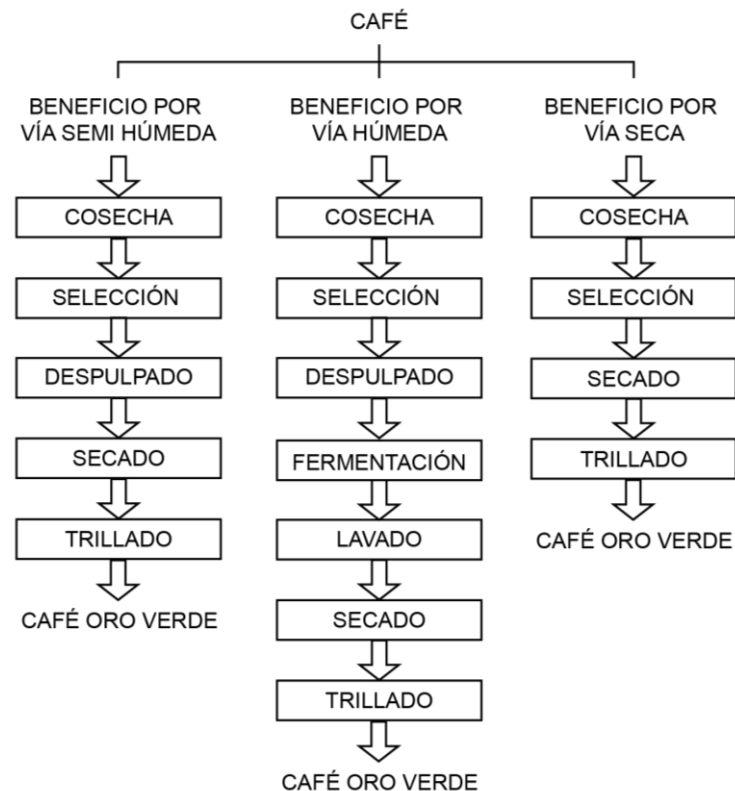 CAFÉ
BENEFICIO POR
VÍA SEMI HÚMEDA
COSECHA
SELECCIÓN
DESPULPADO
SECADO
TRILLADO
CAFÉ ORO VERDE
BENEFICIO POR
VÍA HÚMEDA
COSECHA
SELECCIÓN
DESPULPADO
FERMENTACIÓN
LAVADO
SECADO
TRILLADO
CAFÉ ORO VERDE
BENEFICIO POR
VÍA SECA
COSECHA
SELECCIÓN
SECADO
TRILLADO
CAFÉ ORO VERDE